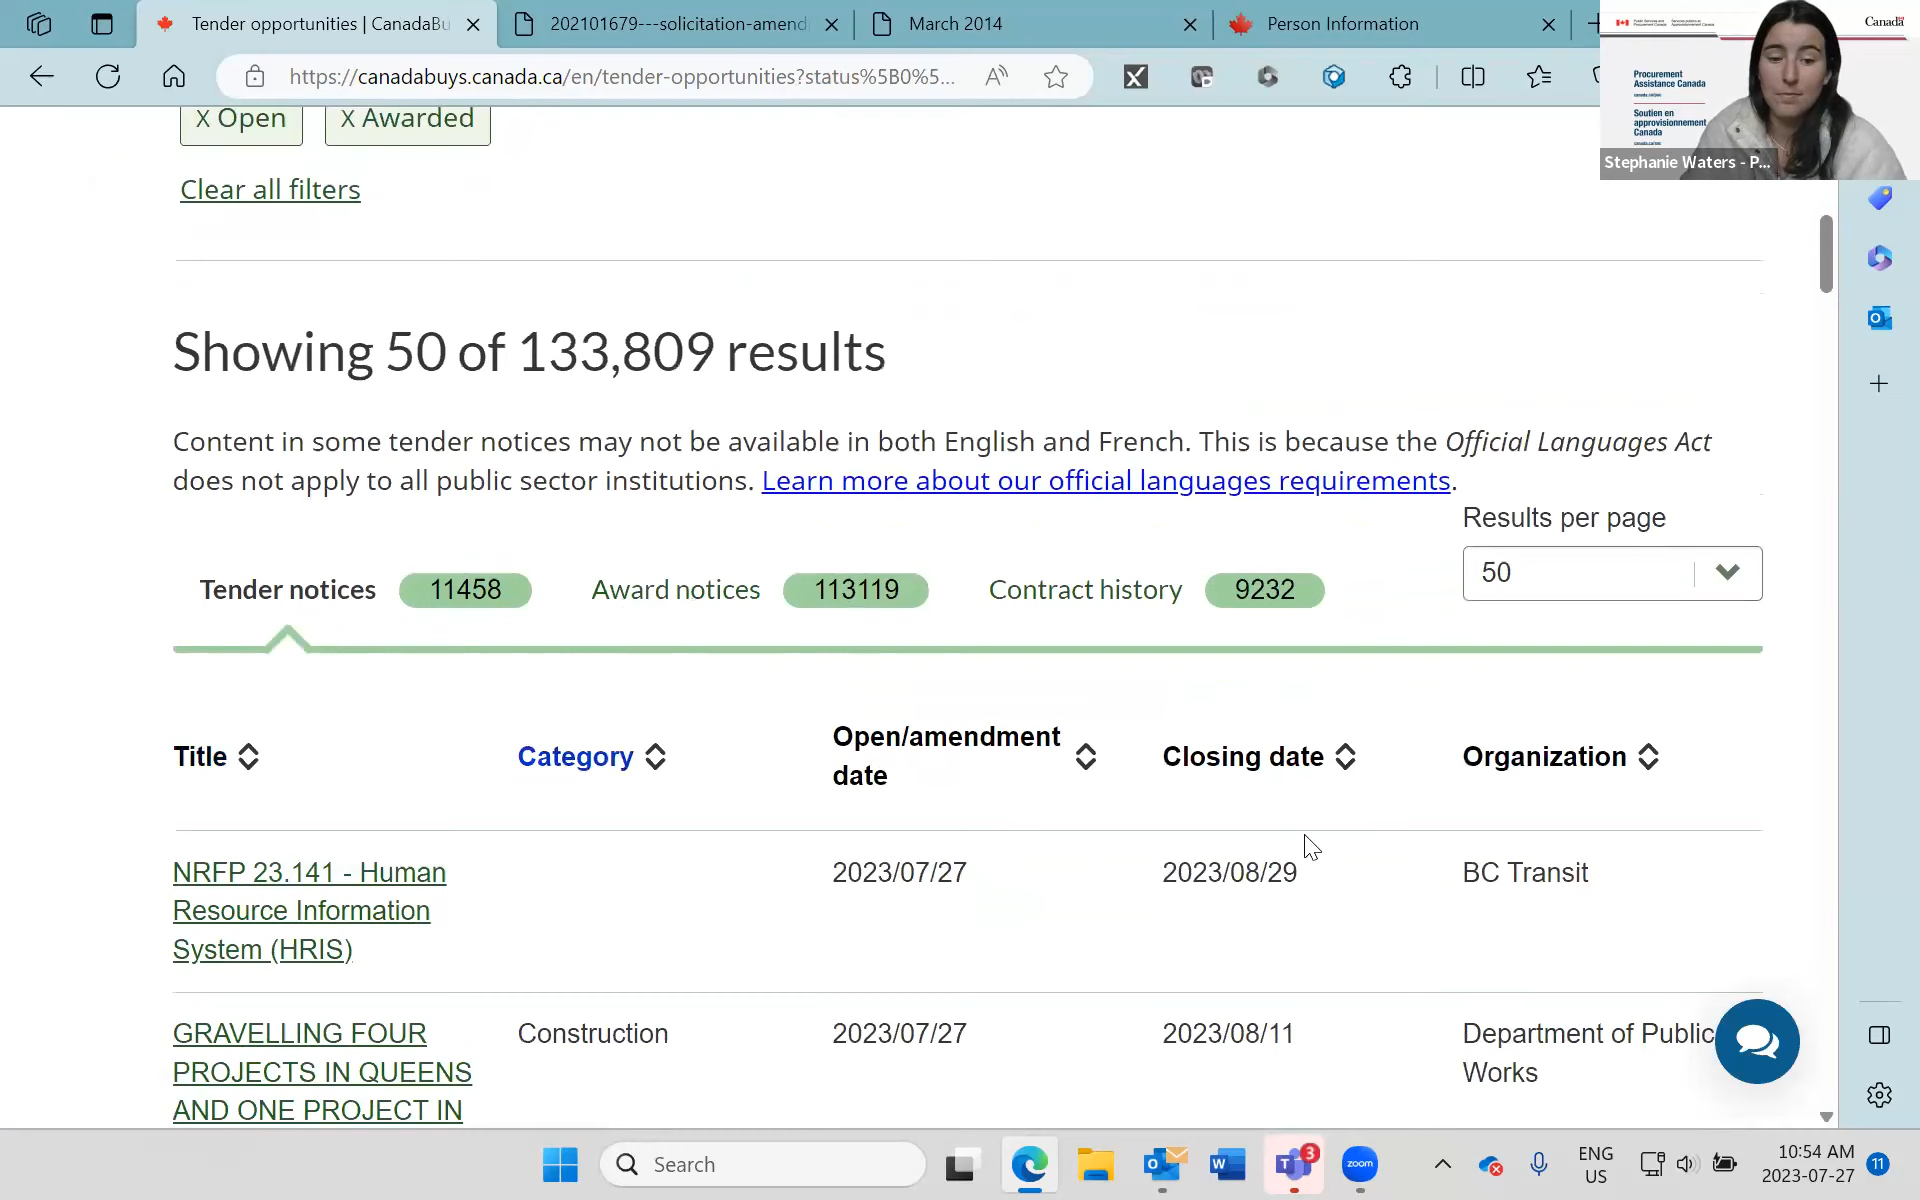 Tender opportunities | CanadaBu
202101679---solicitation-amend
March 2014
Person Information
https://canadabuys.canada.ca/en/tender-opportunities?status%5B0%5...
Canada
Procurement
Assistance Canada
Soutien en
approvisionnement
Canada
Stephanie Waters - P...
X Open
X Awarded
Clear all filters
Showing 50 of 133,809 results
Content in some tender notices may not be available in both English and French. This is because the Official Languages Act
does not apply to all public sector institutions. Learn more about our official languages requirements.
Results per page
50
Tender notices 11458
Award notices 113119
Contract history 9232
Title
Category
Open/amendment
date
Closing date
Organization
NRFP 23.141 - Human
Resource Information
System (HRIS)
2023/07/27
2023/08/29
BC Transit
GRAVELLING FOUR
PROJECTS IN QUEENS
AND ONE PROJECT IN
Construction
2023/07/27
2023/08/11
Department of Public
Works
Search
3
zoom
ENG
US
10:54 AM
2023-07-27
11